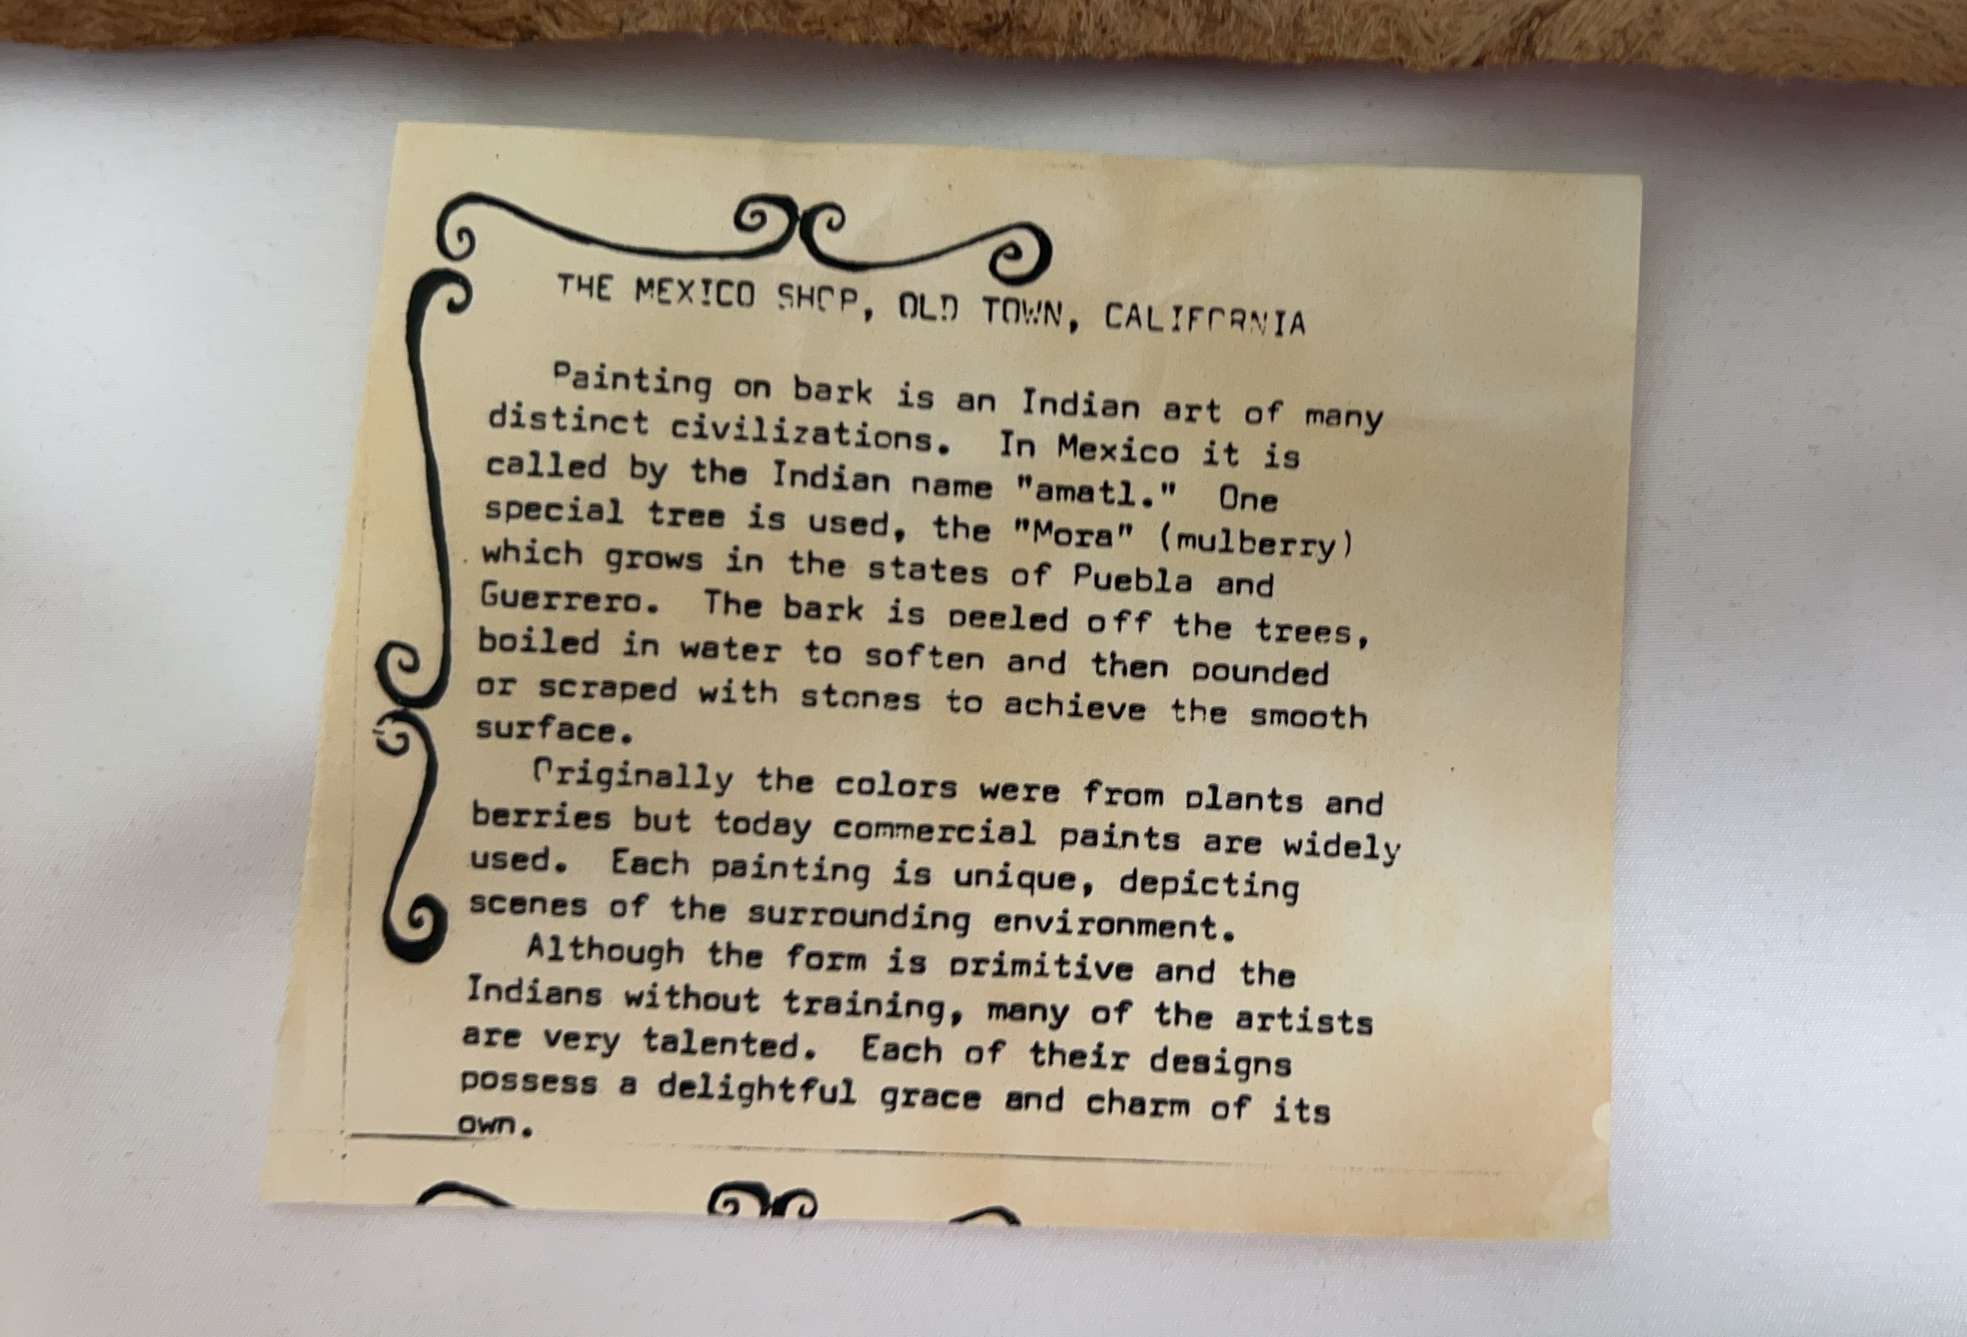 THE MEXICO SHOP, OLD TOWN, CALIFORNIA
Painting on bark is an Indian art of many
distinct civilizations. In Mexico it is
called by the Indian name "amatl." One
special tree is used, the "Mora" (mulberry)
which grows in the states of Puebla and
Guerrero. The bark is peeled off the trees,
boiled in water to soften and then pounded
or scraped with stones to achieve the smooth
surface.
Originally the colors were from plants and
berries but today commercial paints are widely
used. Each painting is unique, depicting
scenes of the surrounding environment.
Although the form is primitive and the
Indians without training, many of the artists
are very talented. Each of their designs
possess a delightful grace and charm of its
own.